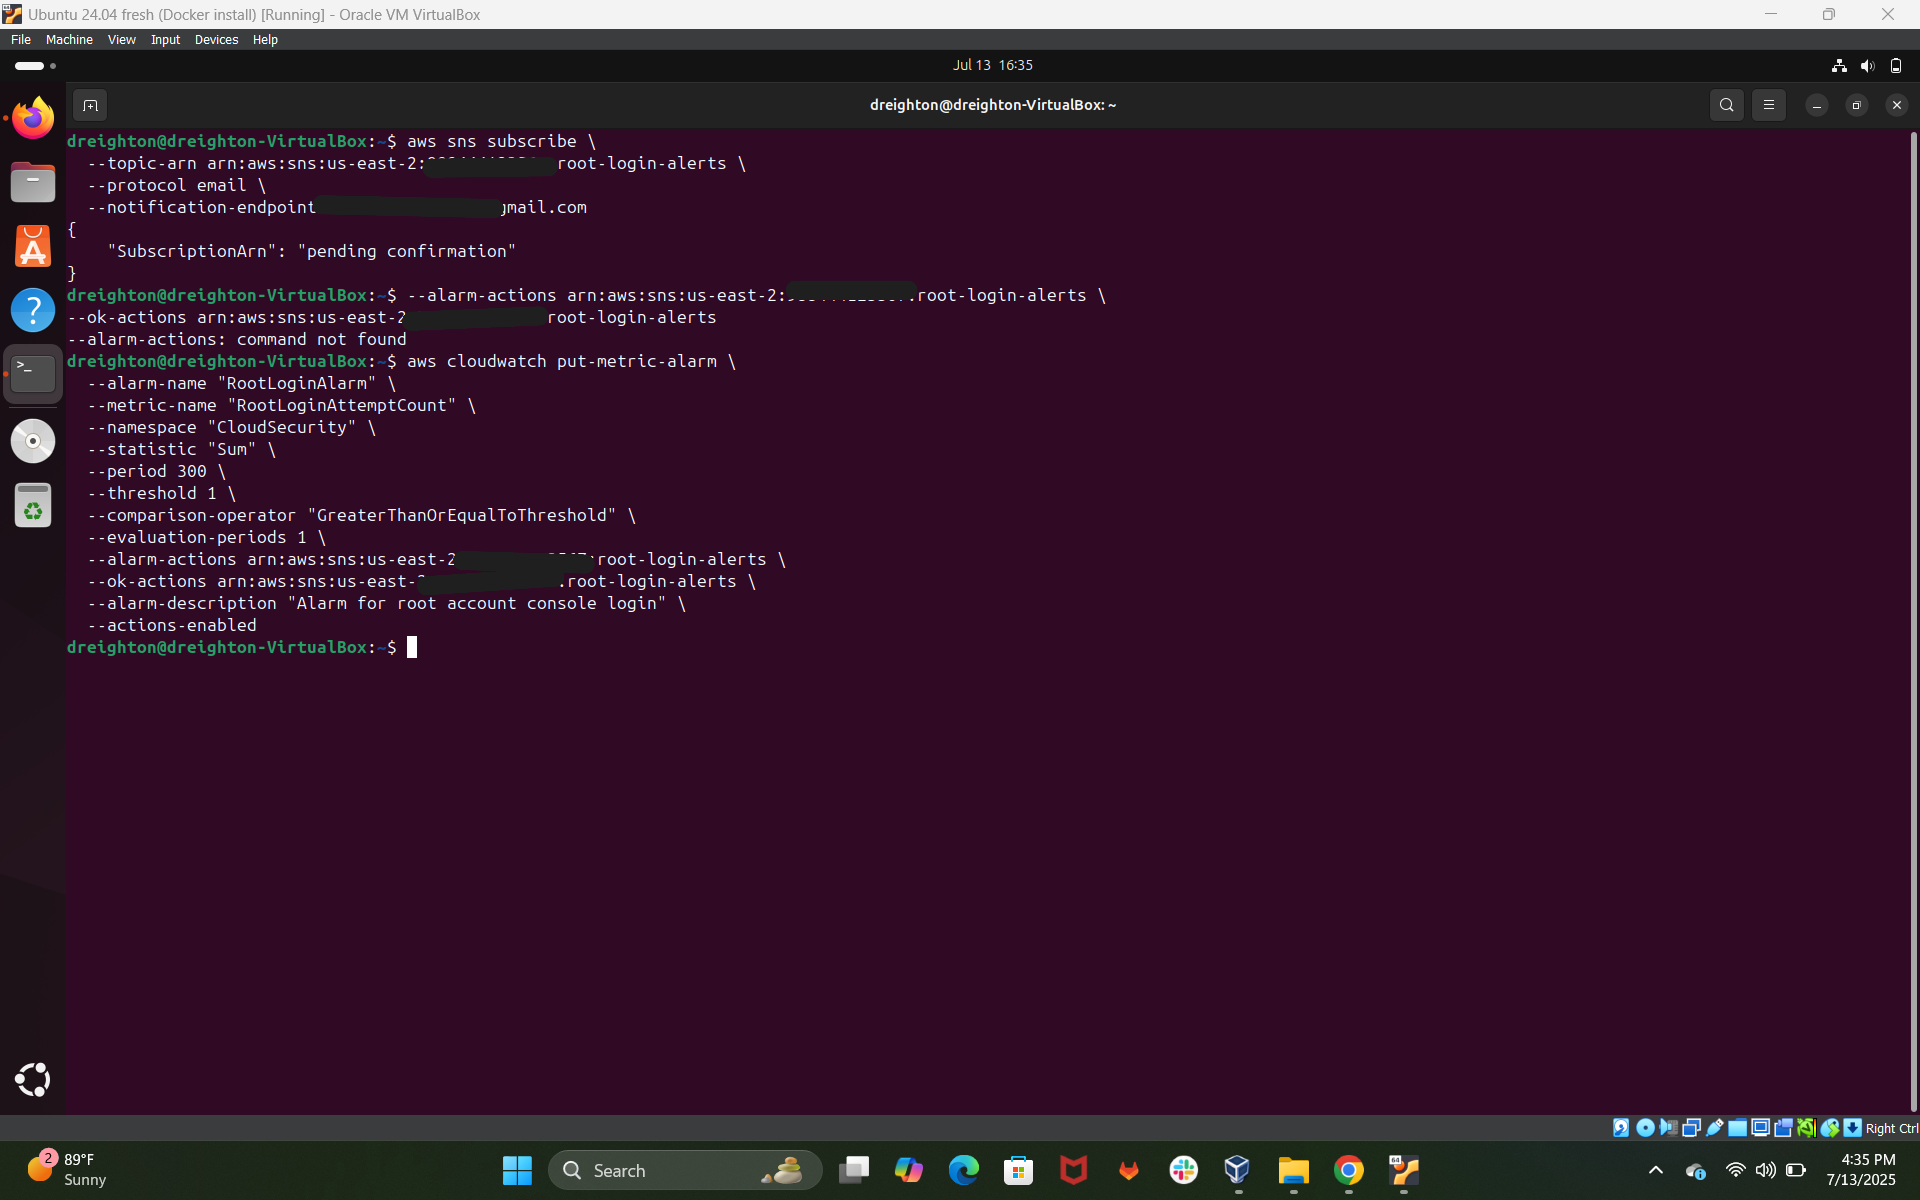 Ubuntu 24.04 fresh (Docker install) [Running] - Oracle VM VirtualBox
File Machine View Input Devices Help
Jul 13 16:35
dreighton@dreighton-VirtualBox: ~
dreighton@dreighton-VirtualBox:~$ aws sns subscribe \
--topic-arn arn:aws:sns:us-east-2: root-login-alerts \
--protocol email \
--notification-endpoint gmail.com
{
"SubscriptionArn": "pending confirmation"
}
dreighton@dreighton-VirtualBox:~$ --alarm-actions arn:aws:sns:us-east-2: root-login-alerts \
--ok-actions arn:aws:sns:us-east-2 root-login-alerts
--alarm-actions: command not found
dreighton@dreighton-VirtualBox:~$ aws cloudwatch put-metric-alarm \
--alarm-name "RootLoginAlarm" \
--metric-name "RootLoginAttemptCount" \
--namespace "CloudSecurity" \
--statistic "Sum" \
--period 300 \
--threshold 1 \
--comparison-operator "GreaterThanOrEqualToThreshold" \
--evaluation-periods 1 \
--alarm-actions arn:aws:sns:us-east-2 root-login-alerts \
--ok-actions arn:aws:sns:us-east- root-login-alerts \
--alarm-description "Alarm for root account console login" \
--actions-enabled
dreighton@dreighton-VirtualBox:~$
Right Ctrl
2
89°F
Sunny
Search
64
4:35 PM
7/13/2025